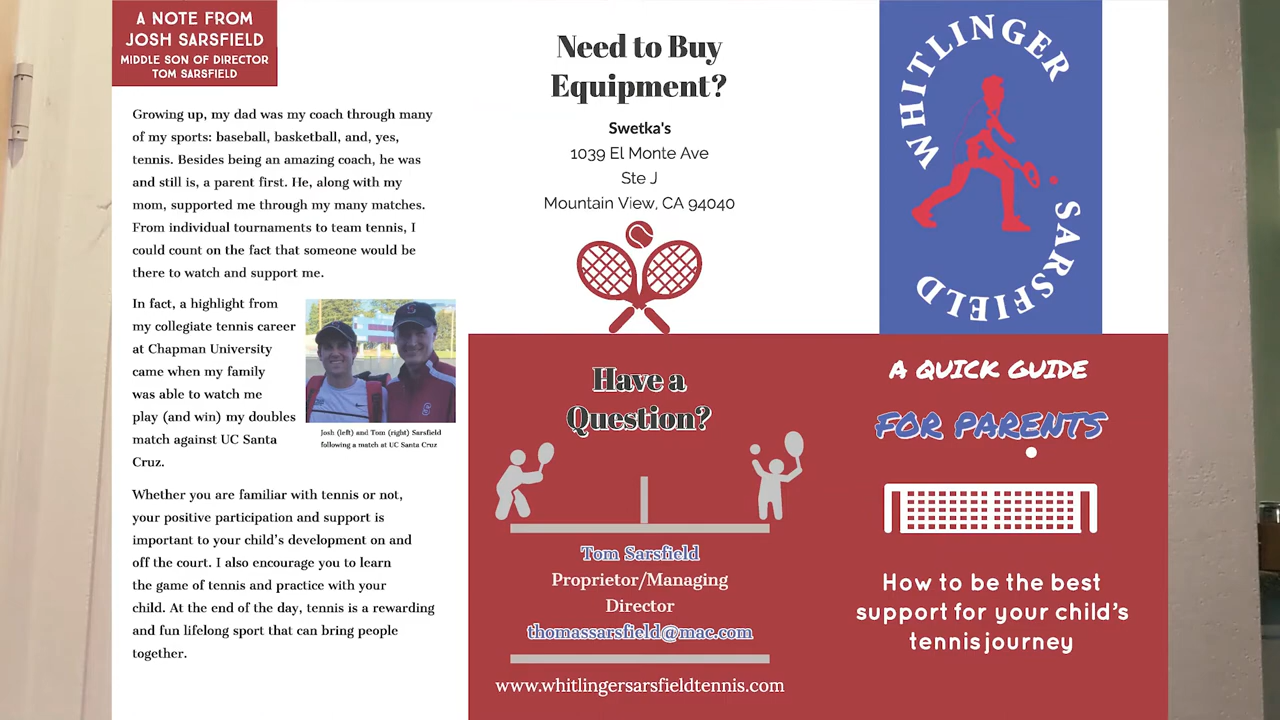 A NOTE FROM
JOSH SARSFIELD
MIDDLE SON OF DIRECTOR
TOM SARSFIELD
Growing up, my dad was my coach through many
of my sports: baseball, basketball, and, yes,
tennis. Besides being an amazing coach, he was
and still is, a parent first. He, along with my
mom, supported me through my many matches.
From individual tournaments to team tennis, I
could count on the fact that someone would be
there to watch and support me.
In fact, a highlight from
my collegiate tennis career
at Chapman University
came when my family
was able to watch me
play (and win) my doubles
match against UC Santa
Cruz.
Josh (left) and Tom (right) Sarsfield
following a match at UC Santa Cruz
Whether you are familiar with tennis or not,
your positive participation and support is
important to your child's development on and
off the court. I also encourage you to learn
the game of tennis and practice with your
child. At the end of the day, tennis is a rewarding
and fun lifelong sport that can bring people
together.
Need to Buy
Equipment?
Swetka's
1039 El Monte Ave
Ste J
Mountain View, CA 94040
Have a
Question?
Tom Sarsfield
Proprietor/Managing
Director
thomassarsfield@mac.com
www.whitlingersarsfieldtennis.com
WHITLINGER
SARSFIELD
A QUICK GUIDE
FOR PARENTS
How to be the best
support for your child's
tennis journey